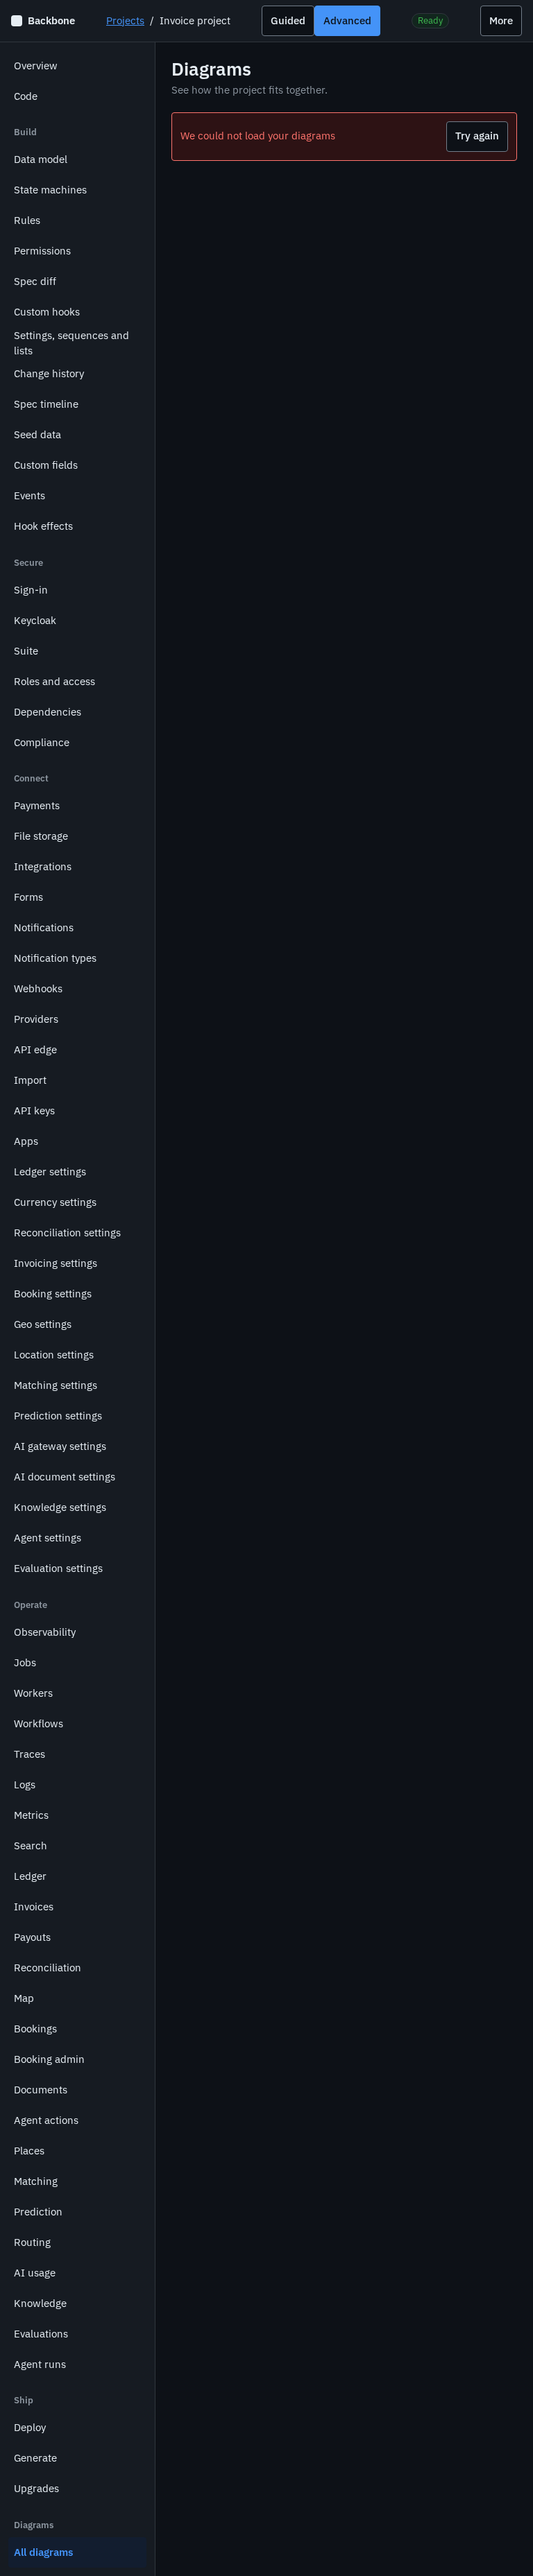 Backbone
Projects / Invoice project
Guided
Advanced
Ready
More
Overview
Code
Build
Data model
State machines
Rules
Permissions
Spec diff
Custom hooks
Settings, sequences and
lists
Change history
Spec timeline
Seed data
Custom fields
Events
Hook effects
Secure
Sign-in
Keycloak
Suite
Roles and access
Dependencies
Compliance
Connect
Payments
File storage
Integrations
Forms
Notifications
Notification types
Webhooks
Providers
API edge
Import
API keys
Apps
Ledger settings
Currency settings
Reconciliation settings
Invoicing settings
Booking settings
Geo settings
Location settings
Matching settings
Prediction settings
AI gateway settings
AI document settings
Knowledge settings
Agent settings
Evaluation settings
Operate
Observability
Jobs
Workers
Workflows
Traces
Logs
Metrics
Search
Ledger
Invoices
Payouts
Reconciliation
Map
Bookings
Booking admin
Documents
Agent actions
Places
Matching
Prediction
Routing
AI usage
Knowledge
Evaluations
Agent runs
Ship
Deploy
Generate
Upgrades
Diagrams
All diagrams
Diagrams
See how the project fits together.
We could not load your diagrams
Try again